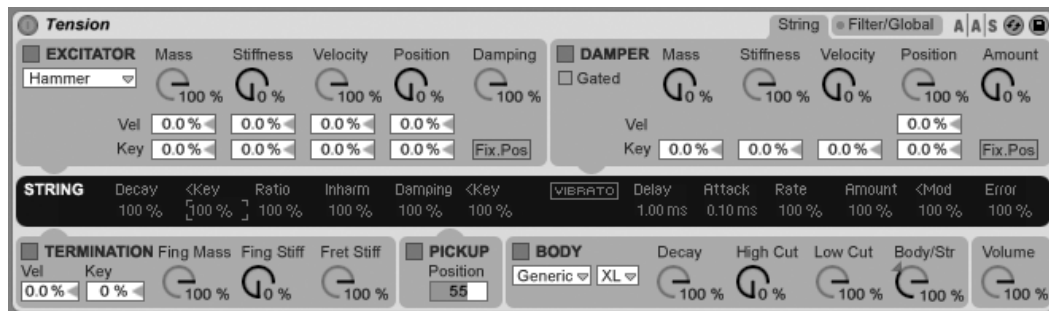 Tension String Filter/Global A|A|S
EXCITATOR Mass Stiffness Velocity Position Damping DAMPER Mass Stiffness Velocity Position Amount
Hammer 100 % 0 % 100 % 0 % 100 % Gated 0 % 100 % 0 % 100 % 0 %
Vel 0.0 % 0.0 % 0.0 % 0.0 % Vel 0.0 %
Key 0.0 % 0.0 % 0.0 % 0.0 % Fix.Pos Key 0.0 % 0.0 % 0.0 % 0.0 % Fix.Pos
STRING Decay <Key Ratio Inharm Damping <Key VIBRATO Delay Attack Rate Amount <Mod Error
100 % 100 % 100 % 100 % 100 % 100 % 1.00 ms 0.10 ms 100 % 100 % 100 % 100 %
TERMINATION Fing Mass Fing Stiff Fret Stiff PICKUP BODY Decay High Cut Low Cut Body/Str Volume
Vel Key Position Generic XL
0.0 % 0 % 100 % 0 % 100 % 55 100 % 0 % 100 % 100 % 100 %